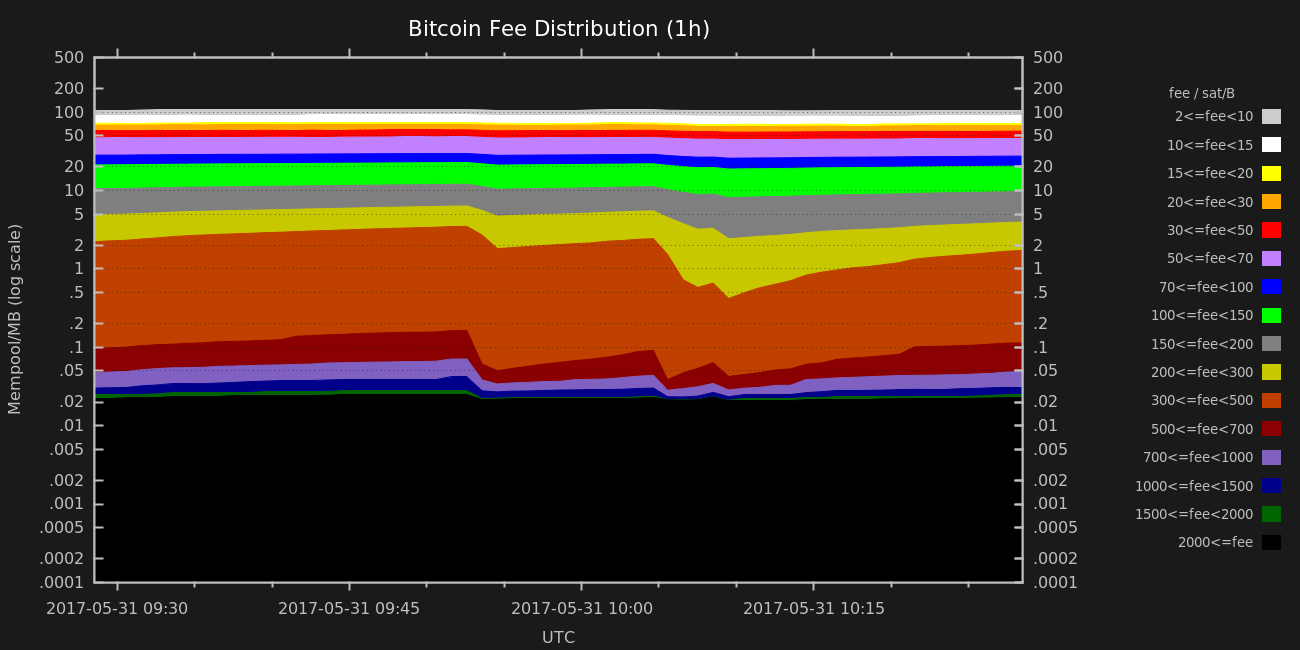 Bitcoin Fee Distribution (1h)
500
200
100
50
20
10
5
2
1
.5
.2
.1
.05
.02
.01
.005
.002
.001
.0005
.0002
.0001
Mempool/MB (log scale)
500
200
100
50
20
10
5
2
1
.5
.2
.1
.05
.02
.01
.005
.002
.001
.0005
.0002
.0001
2017-05-31 09:30 2017-05-31 09:45 2017-05-31 10:00 2017-05-31 10:15
UTC
fee / sat/B
2<=fee<10
10<=fee<15
15<=fee<20
20<=fee<30
30<=fee<50
50<=fee<70
70<=fee<100
100<=fee<150
150<=fee<200
200<=fee<300
300<=fee<500
500<=fee<700
700<=fee<1000
1000<=fee<1500
1500<=fee<2000
2000<=fee